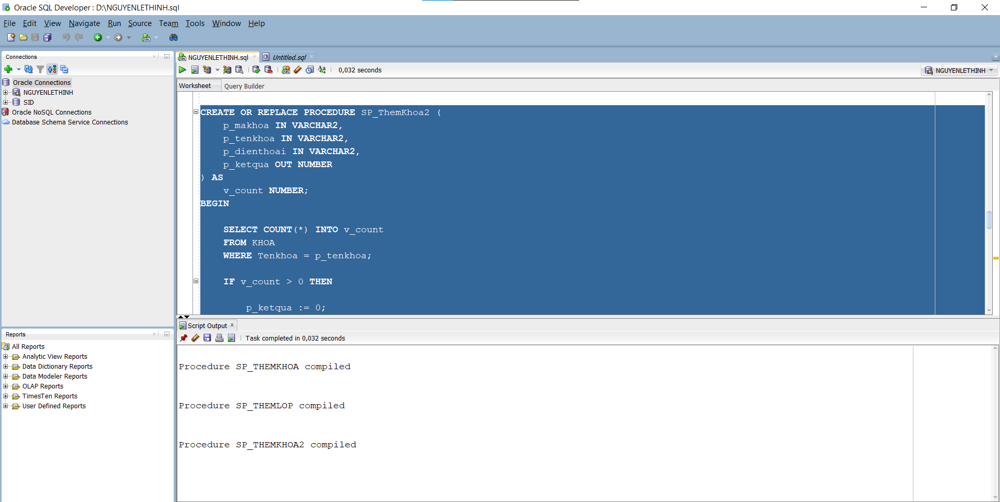 Oracle SQL Developer : D:\NGUYENLETHINH.sql
File Edit View Navigate Run Source Team Tools Window Help
Connections
Oracle Connections
NGUYENLETHINH
SID
Oracle NoSQL Connections
Database Schema Service Connections
Reports
All Reports
Analytic View Reports
Data Dictionary Reports
Data Modeler Reports
OLAP Reports
TimesTen Reports
User Defined Reports
NGUYENLETHINH.sql
Untitled.sql
0,032 seconds
NGUYENLETHINH
Worksheet Query Builder
CREATE OR REPLACE PROCEDURE SP_ThemKhoa2 (
    p_makhoa IN VARCHAR2,
    p_tenkhoa IN VARCHAR2,
    p_dienthoai IN VARCHAR2,
    p_ketqua OUT NUMBER
) AS
    v_count NUMBER;
BEGIN
    SELECT COUNT(*) INTO v_count
    FROM KHOA
    WHERE Tenkhoa = p_tenkhoa;
    IF v_count > 0 THEN
        p_ketqua := 0;
Script Output
Task completed in 0,032 seconds
Procedure SP_THEMKHOA compiled
Procedure SP_THEMLOP compiled
Procedure SP_THEMKHOA2 compiled